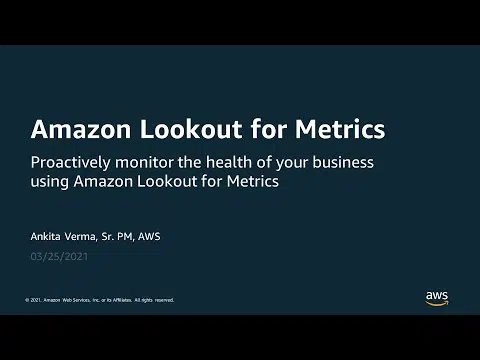 Amazon Lookout for Metrics
Proactively monitor the health of your business
using Amazon Lookout for Metrics
Ankita Verma, Sr. PM, AWS
03/25/2021
© 2021, Amazon Web Services, Inc. or its Affiliates. All rights reserved.
aws